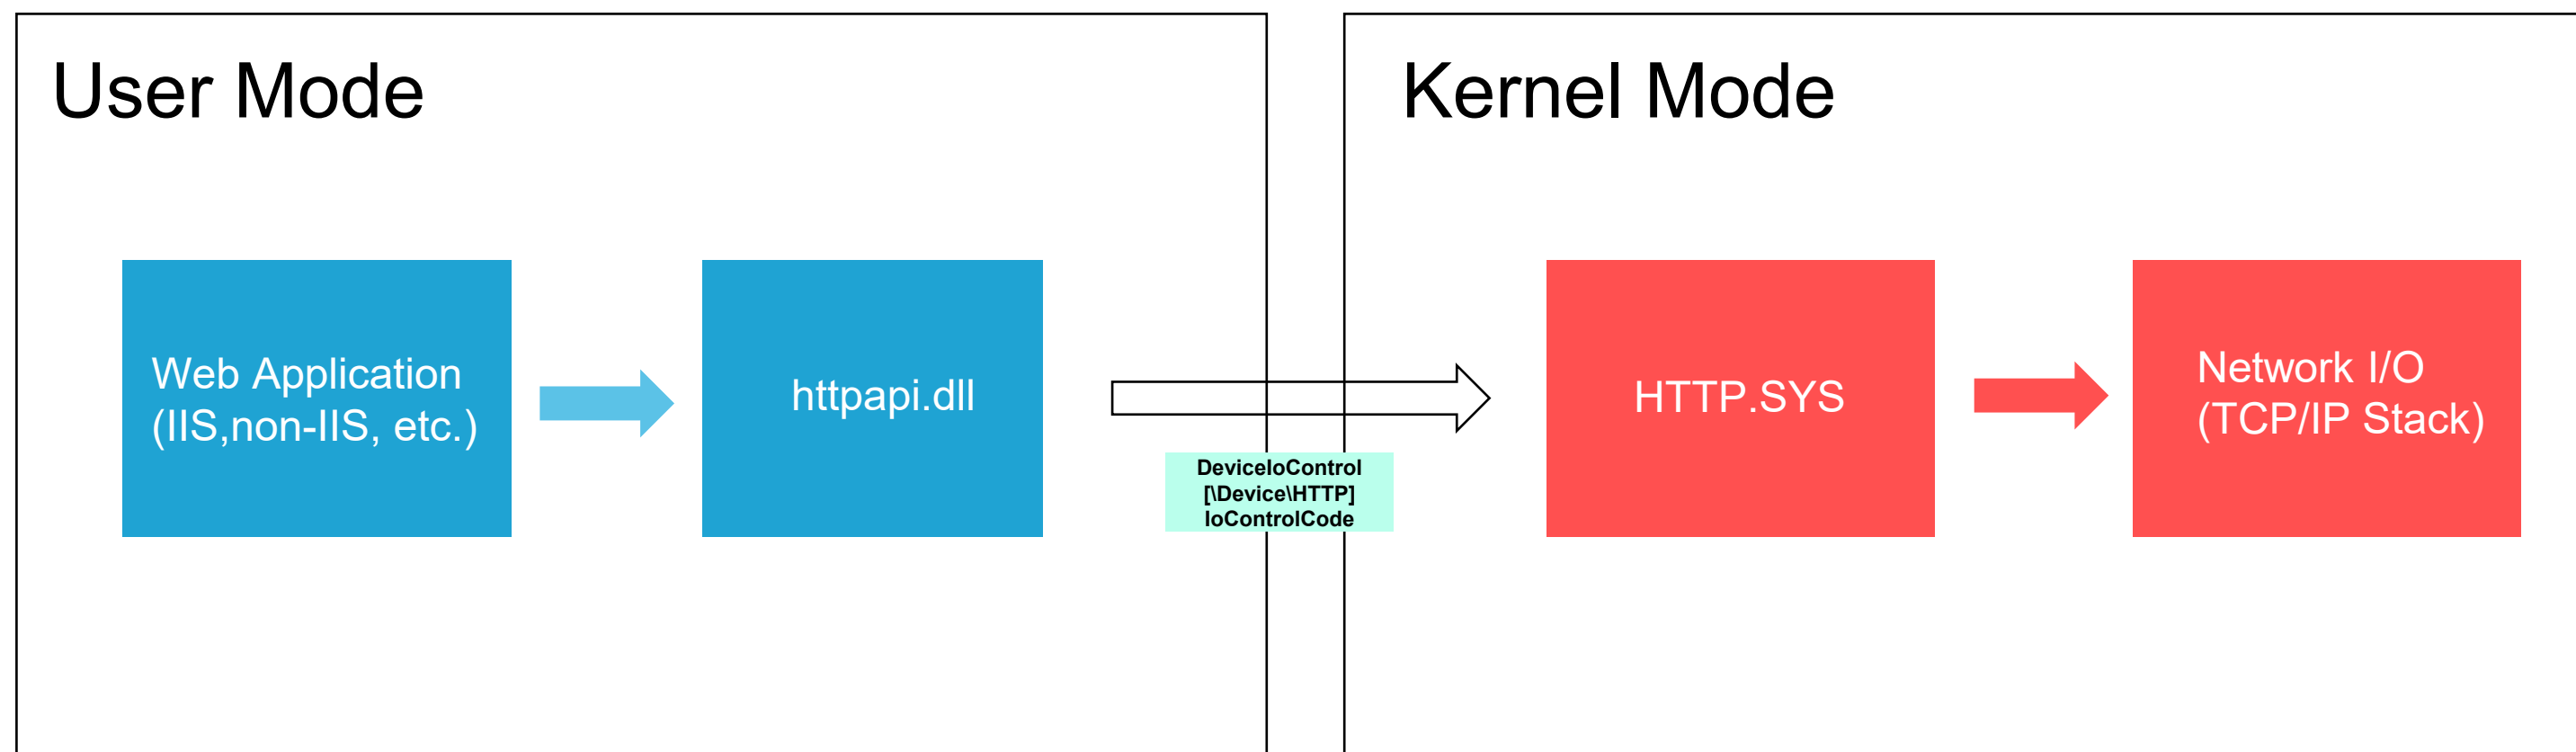 User Mode
Kernel Mode
Web Application
(IIS,non-IIS, etc.)
httpapi.dll
DeviceIoControl
[\Device\HTTP]
IoControlCode
HTTP.SYS
Network I/O
(TCP/IP Stack)